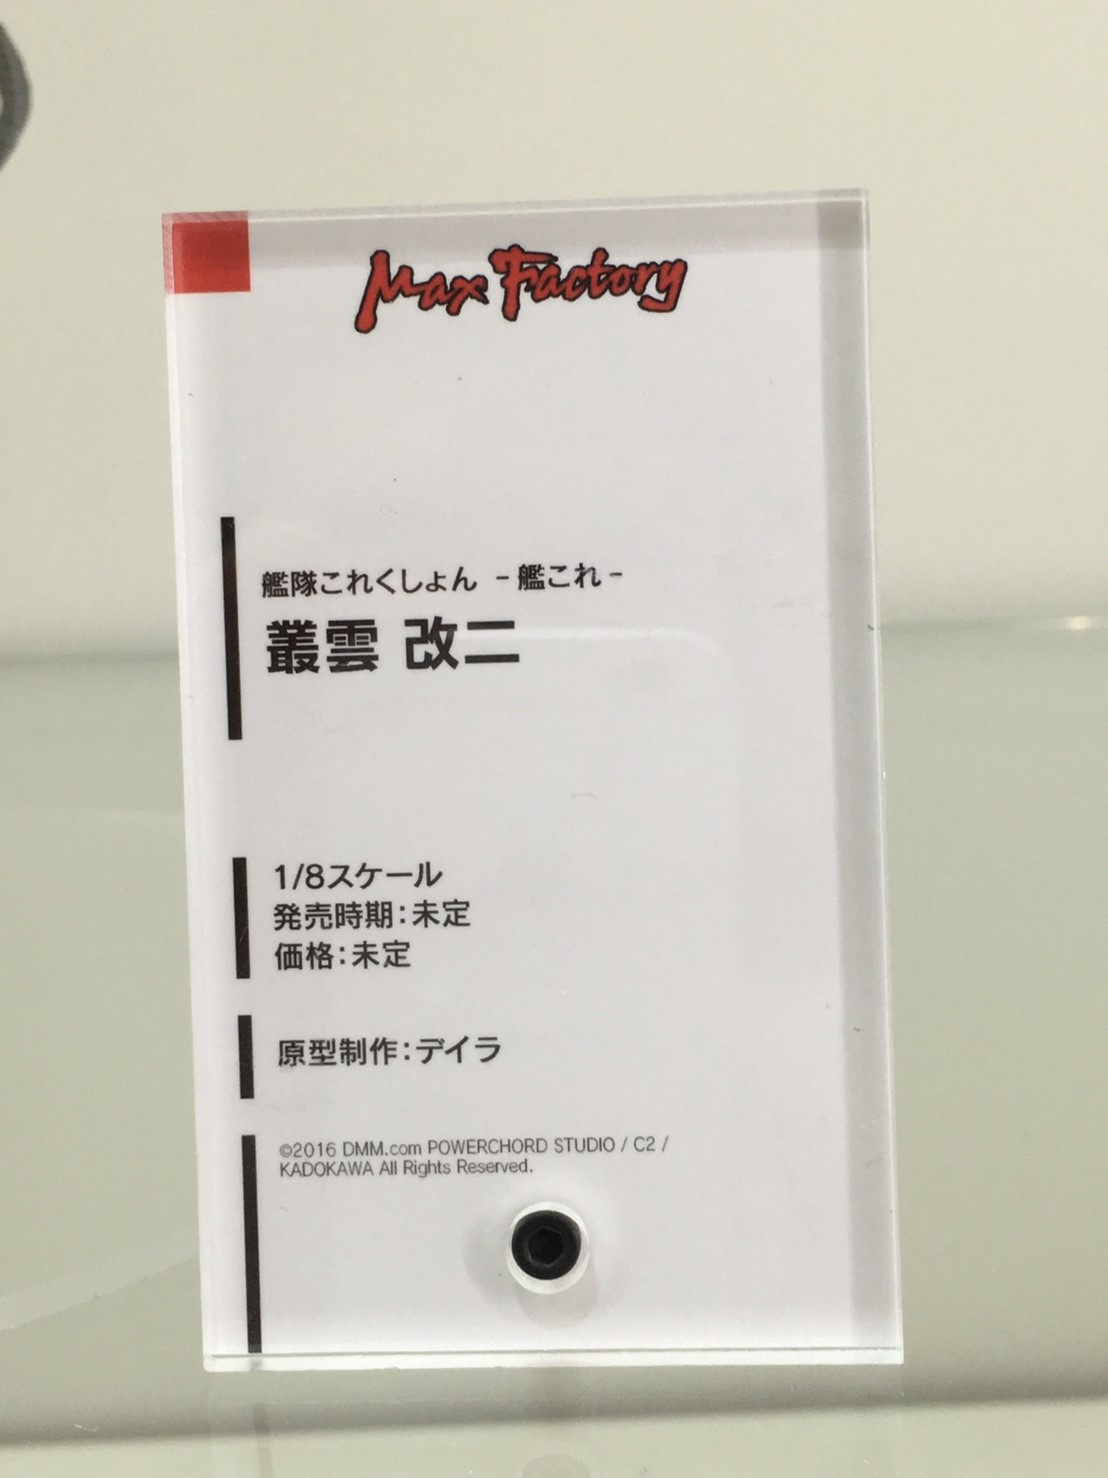 Max Factory
艦隊これくしょん -艦これ-
叢雲 改二
1/8スケール
発売時期:未定
価格:未定
原型制作:デイラ
©2016 DMM.com POWERCHORD STUDIO / C2 /
KADOKAWA All Rights Reserved.